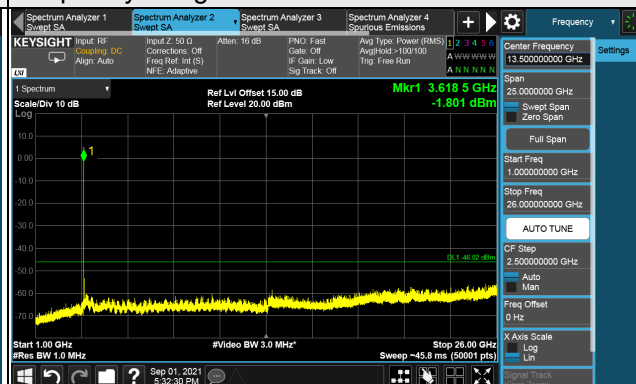 Spectrum Analyzer 1
Swept SA
Spectrum Analyzer 2
Swept SA
Spectrum Analyzer 3
Swept SA
Spectrum Analyzer 4
Spurious Emissions
Frequency
KEYSIGHT
Input: RF
Coupling: DC
Align: Auto
Input Z: 50 Ω
Corrections: Off
Freq Ref: Int (S)
NFE: Adaptive
Atten: 16 dB
PNO: Fast
Gate: Off
IF Gain: Low
Sig Track: Off
Avg Type: Power (RMS)
Avg|Hold:>100/100
Trig: Free Run
1 2 3 4 5 6
A W W W W W
A N N N N N
LXI
1 Spectrum
Scale/Div 10 dB
Log
Ref Lvl Offset 15.00 dB
Ref Level 20.00 dBm
Mkr1 3.618 5 GHz
-1.801 dBm
10.0
0.00
-10.0
-20.0
-30.0
-40.0
-50.0
-60.0
-70.0
1
DL1 -46.02 dBm
Start 1.00 GHz
#Res BW 1.0 MHz
#Video BW 3.0 MHz*
Stop 26.00 GHz
Sweep ~45.8 ms (50001 pts)
Sep 01, 2021
5:32:30 PM
Center Frequency
13.500000000 GHz
Settings
Span
25.0000000 GHz
Swept Span
Zero Span
Full Span
Start Freq
1.000000000 GHz
Stop Freq
26.000000000 GHz
AUTO TUNE
CF Step
2.500000000 GHz
Auto
Man
Freq Offset
0 Hz
X Axis Scale
Log
Lin
Signal Track